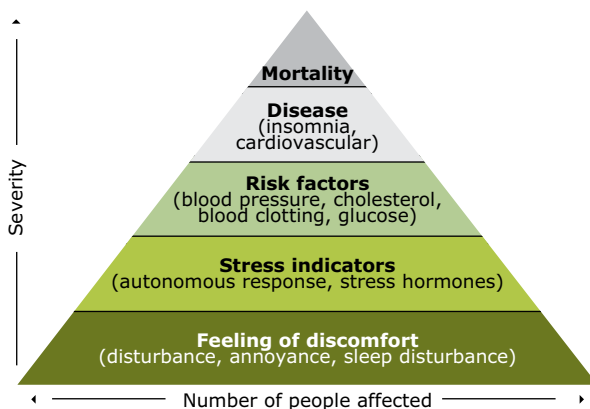 Severity
Mortality
Disease
(insomnia,
cardiovascular)
Risk factors
(blood pressure, cholesterol,
blood clotting, glucose)
Stress indicators
(autonomous response, stress hormones)
Feeling of discomfort
(disturbance, annoyance, sleep disturbance)
Number of people affected